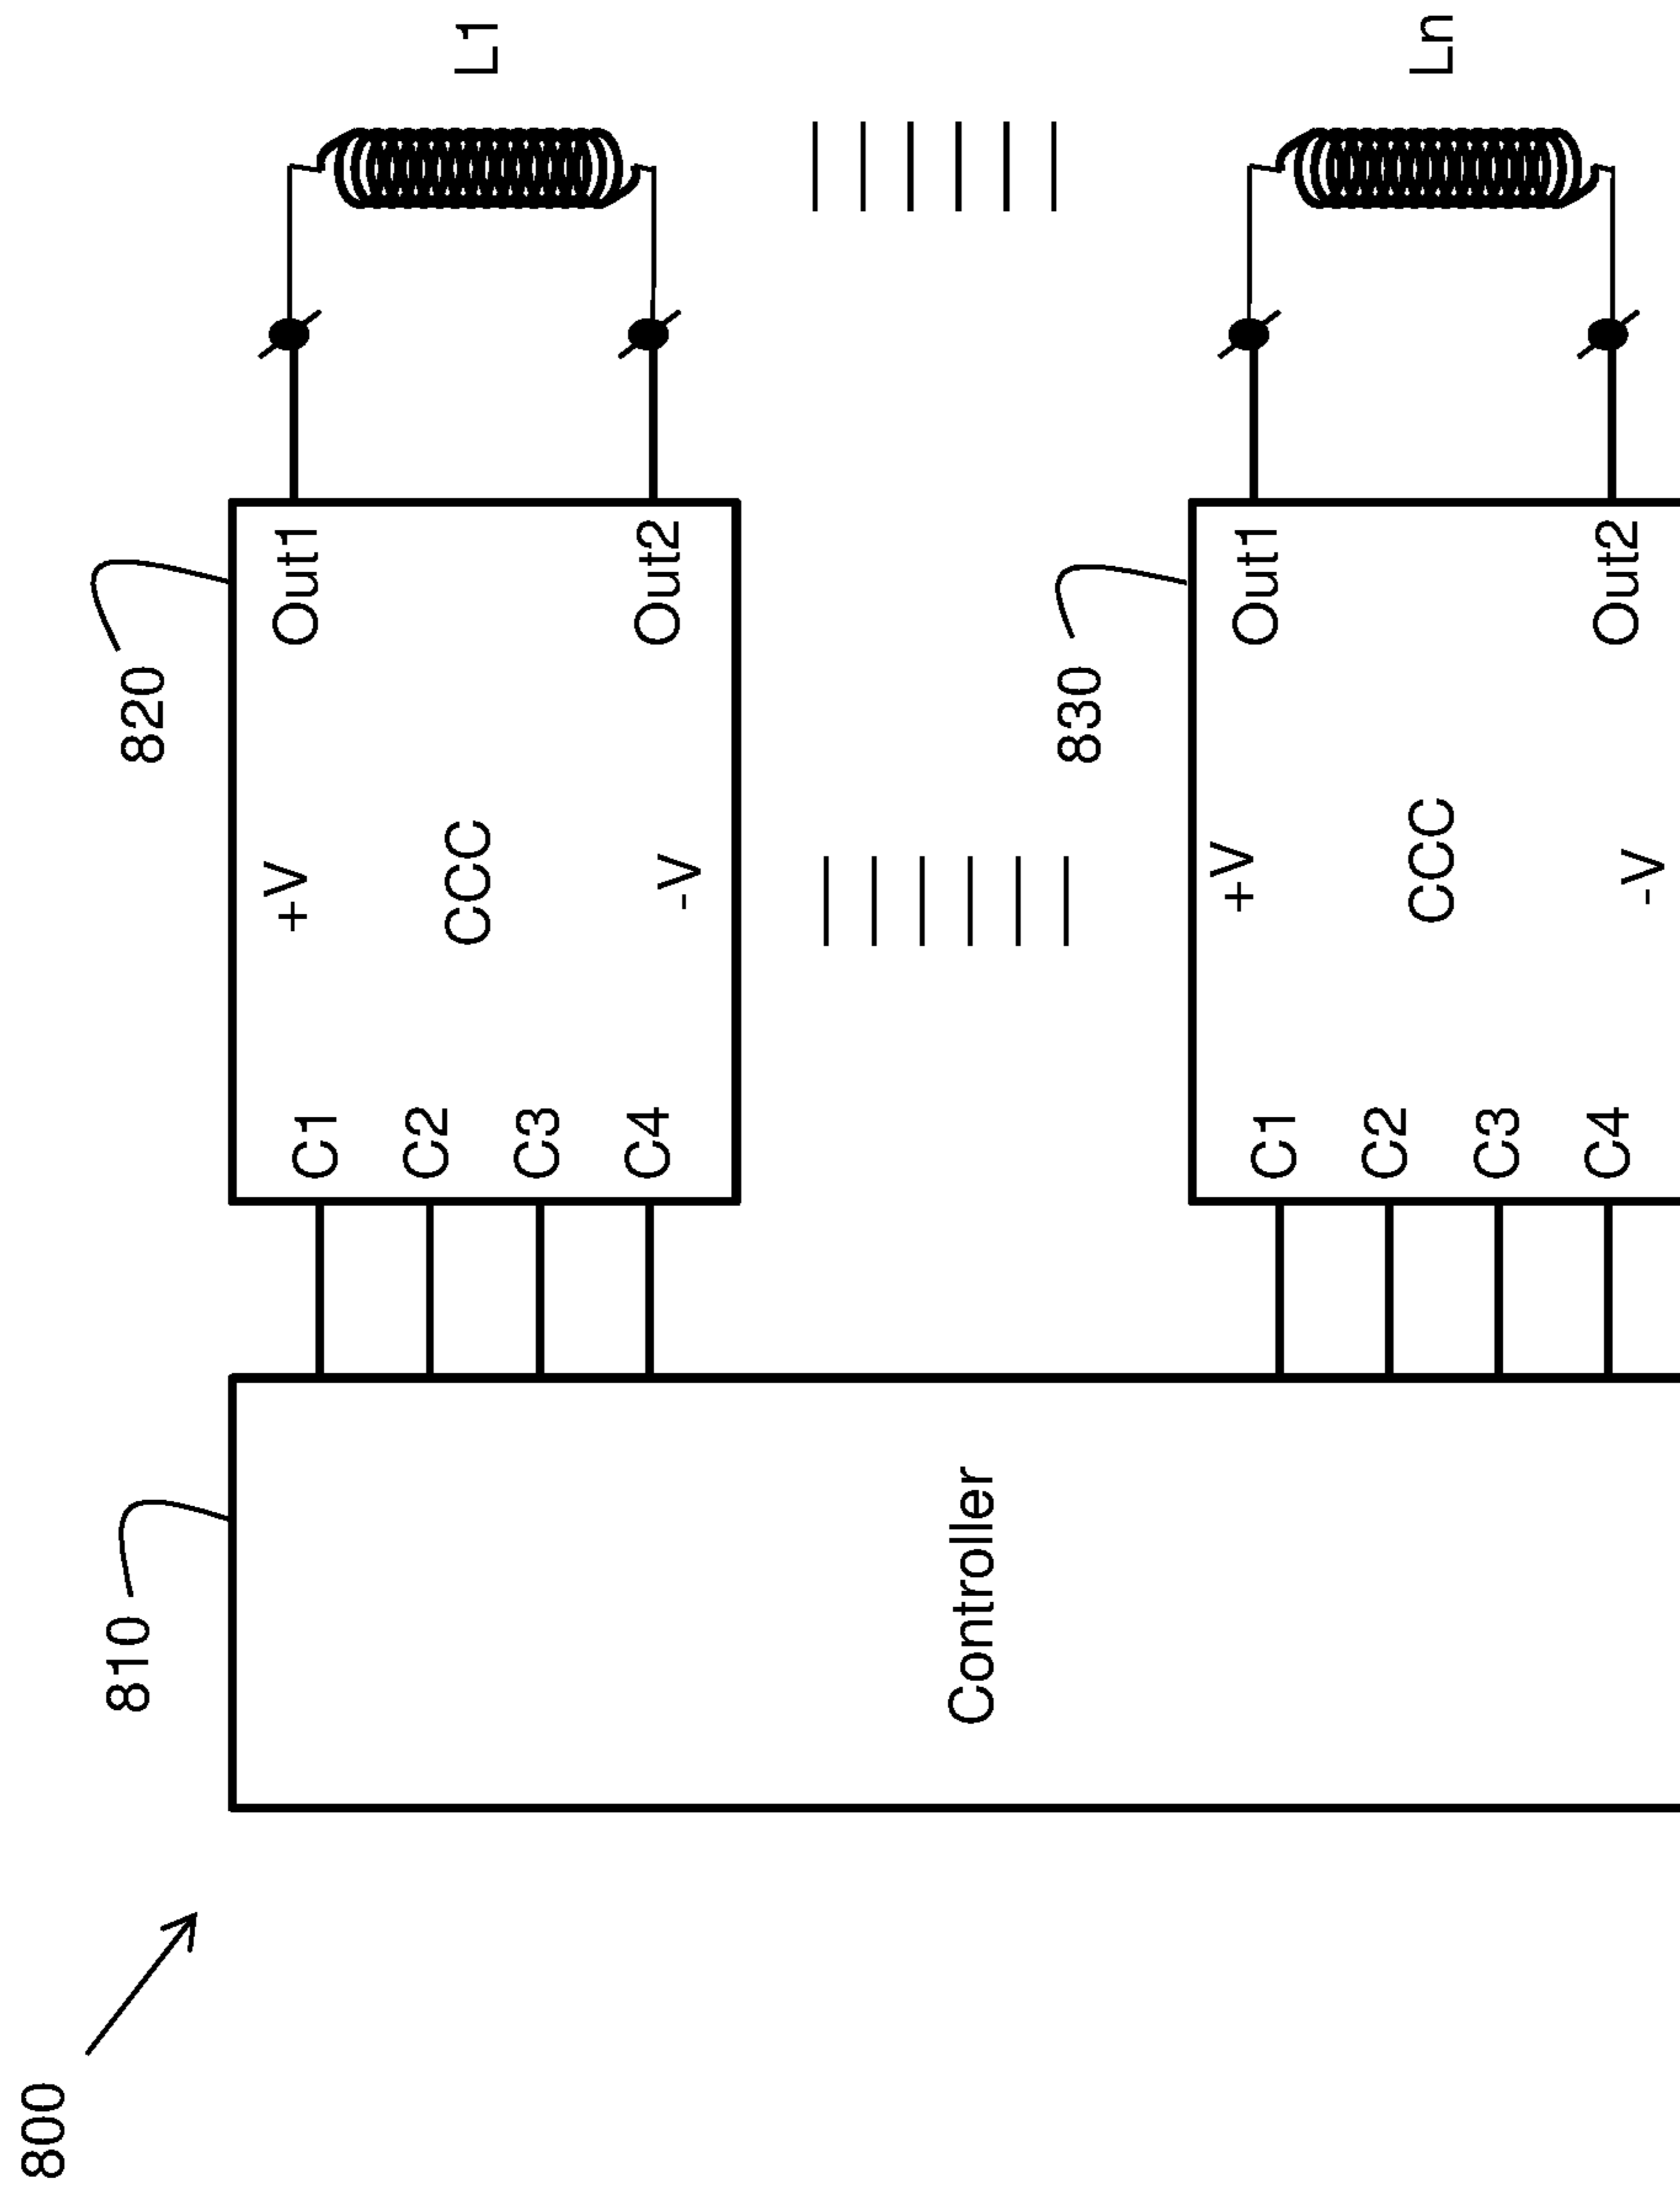 800
810
Controller
820
C1
C2
C3
C4
+V
CCC
-V
Out1
Out2
L1
830
C1
C2
C3
C4
+V
CCC
-V
Out1
Out2
Ln